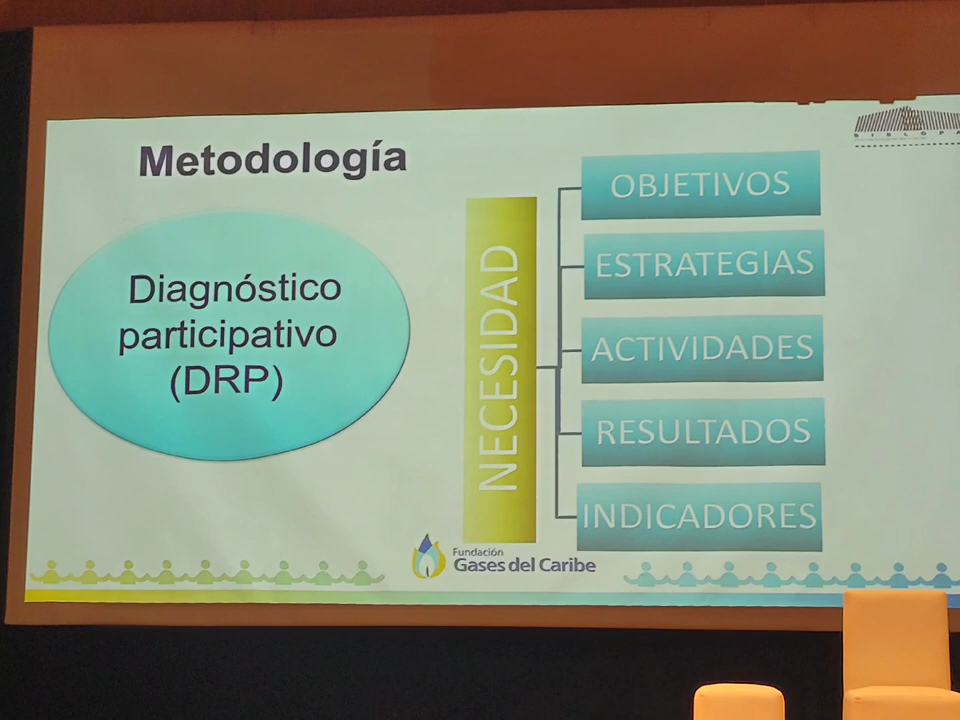 Metodología
Diagnóstico
participativo
(DRP)
NECESIDAD
OBJETIVOS
ESTRATEGIAS
ACTIVIDADES
RESULTADOS
INDICADORES
Fundación
Gases del Caribe